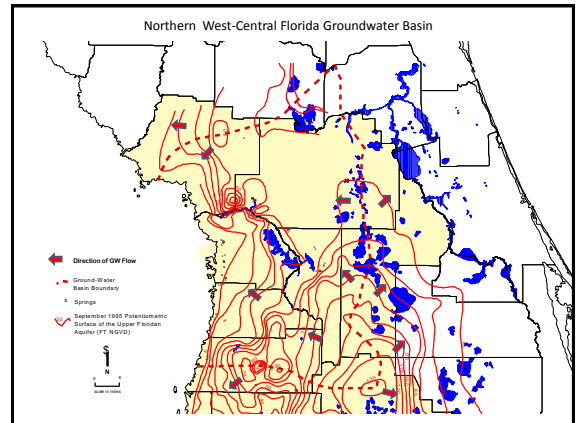 Northern West-Central Florida Groundwater Basin
Direction of GW Flow
Ground-Water
Basin Boundary
Springs
September 1995 Potentiometric
Surface of the Upper Floridan
Aquifer (FT NGVD)
N
scale in miles